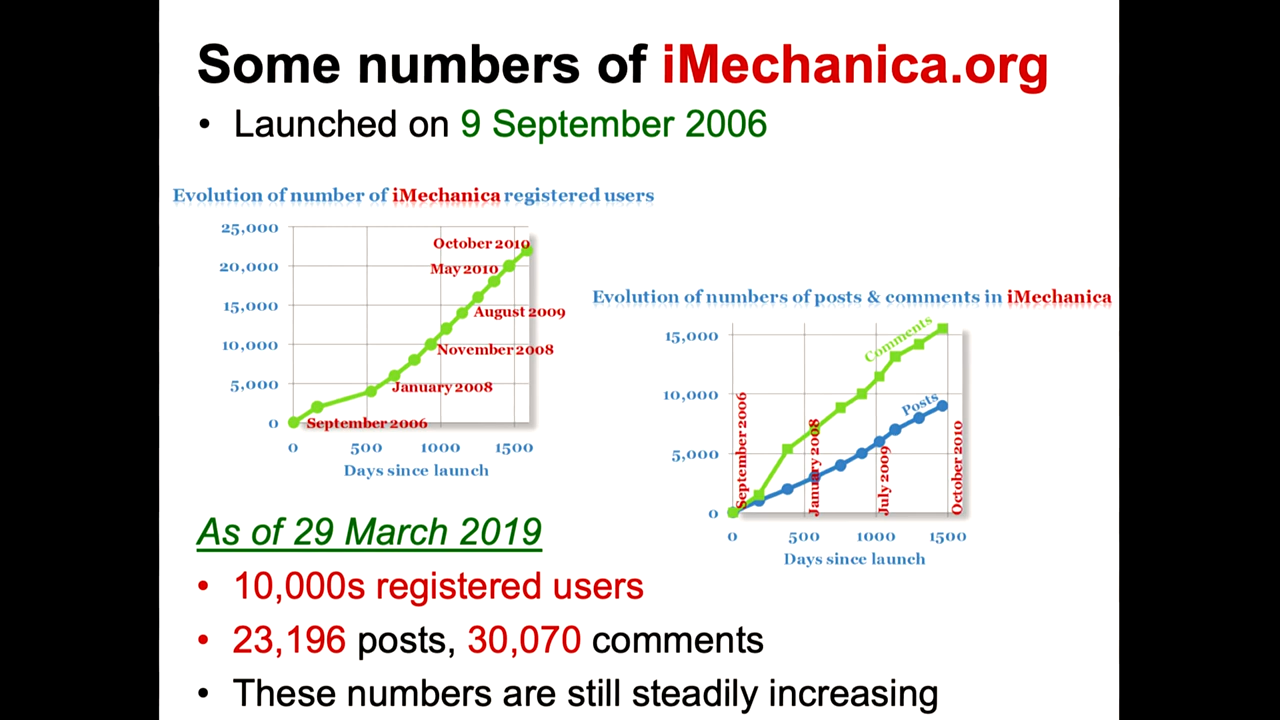 Some numbers of iMechanica.org
• Launched on 9 September 2006
Evolution of number of iMechanica registered users
25,000
20,000
15,000
10,000
5,000
0
October 2010
May 2010
August 2009
November 2008
January 2008
September 2006
0 500 1000 1500
Days since launch
Evolution of numbers of posts & comments in iMechanica
15,000
10,000
5,000
0
Comments
Posts
September 2006
January 2008
July 2009
October 2010
0 500 1000 1500
Days since launch
As of 29 March 2019
• 10,000s registered users
• 23,196 posts, 30,070 comments
• These numbers are still steadily increasing